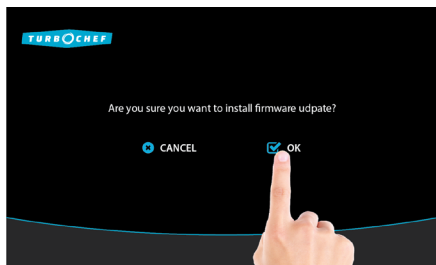 TURBOCHEF
Are you sure you want to install firmware udpate?
CANCEL
OK